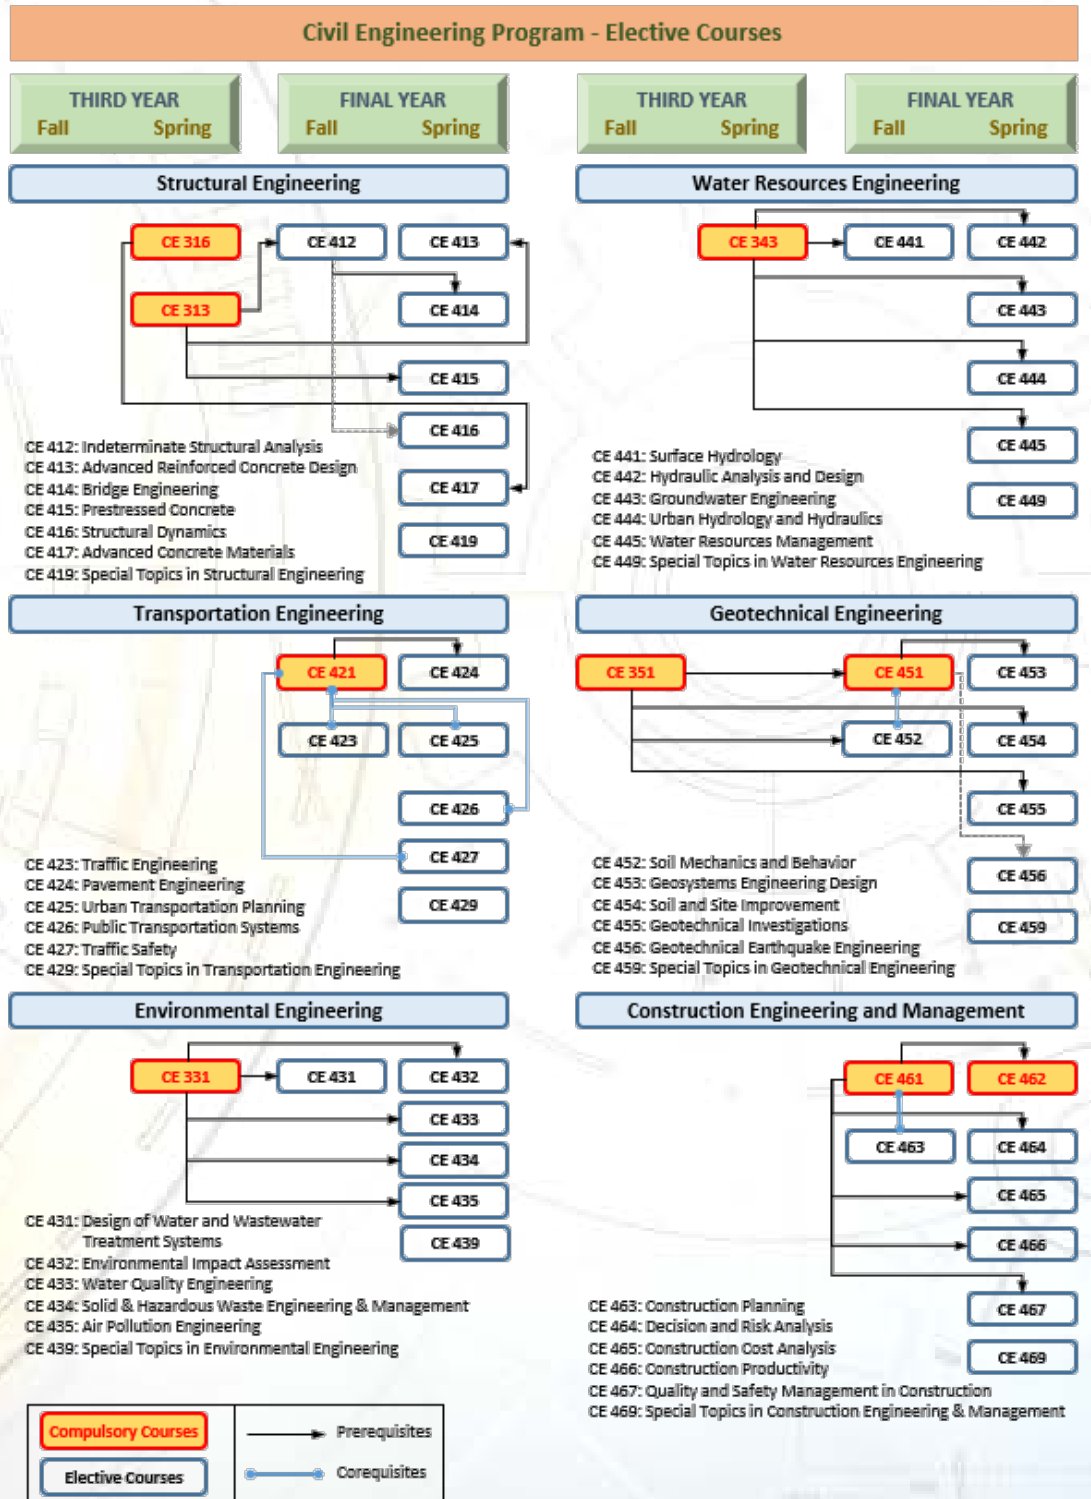 Civil Engineering Program - Elective Courses
THIRD YEAR
Fall Spring
FINAL YEAR
Fall Spring
THIRD YEAR
Fall Spring
FINAL YEAR
Fall Spring
Structural Engineering
CE 316 CE 412 CE 413
CE 313 CE 414
CE 415
CE 416
CE 417
CE 419
CE 412: Indeterminate Structural Analysis
CE 413: Advanced Reinforced Concrete Design
CE 414: Bridge Engineering
CE 415: Prestressed Concrete
CE 416: Structural Dynamics
CE 417: Advanced Concrete Materials
CE 419: Special Topics in Structural Engineering
Water Resources Engineering
CE 343 CE 441 CE 442
CE 443
CE 444
CE 445
CE 449
CE 441: Surface Hydrology
CE 442: Hydraulic Analysis and Design
CE 443: Groundwater Engineering
CE 444: Urban Hydrology and Hydraulics
CE 445: Water Resources Management
CE 449: Special Topics in Water Resources Engineering
Transportation Engineering
CE 421 CE 424
CE 423 CE 425
CE 426
CE 427
CE 429
CE 423: Traffic Engineering
CE 424: Pavement Engineering
CE 425: Urban Transportation Planning
CE 426: Public Transportation Systems
CE 427: Traffic Safety
CE 429: Special Topics in Transportation Engineering
Geotechnical Engineering
CE 351 CE 451 CE 453
CE 452 CE 454
CE 455
CE 456
CE 459
CE 452: Soil Mechanics and Behavior
CE 453: Geosystems Engineering Design
CE 454: Soil and Site Improvement
CE 455: Geotechnical Investigations
CE 456: Geotechnical Earthquake Engineering
CE 459: Special Topics in Geotechnical Engineering
Environmental Engineering
CE 331 CE 431 CE 432
CE 433
CE 434
CE 435
CE 439
CE 431: Design of Water and Wastewater
Treatment Systems
CE 432: Environmental Impact Assessment
CE 433: Water Quality Engineering
CE 434: Solid & Hazardous Waste Engineering & Management
CE 435: Air Pollution Engineering
CE 439: Special Topics in Environmental Engineering
Construction Engineering and Management
CE 461 CE 462
CE 463 CE 464
CE 465
CE 466
CE 467
CE 469
CE 463: Construction Planning
CE 464: Decision and Risk Analysis
CE 465: Construction Cost Analysis
CE 466: Construction Productivity
CE 467: Quality and Safety Management in Construction
CE 469: Special Topics in Construction Engineering & Management
Compulsory Courses Prerequisites
Elective Courses Corequisites